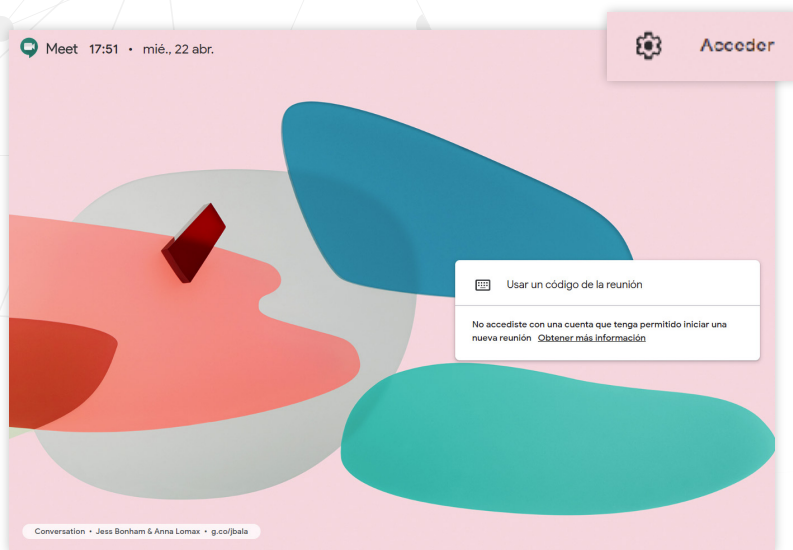 Meet 17:51 • mié., 22 abr.
Acceder
Usar un código de la reunión
No accediste con una cuenta que tenga permitido iniciar una
nueva reunión Obtener más información
Conversation • Jess Bonham & Anna Lomax • g.co/jbala